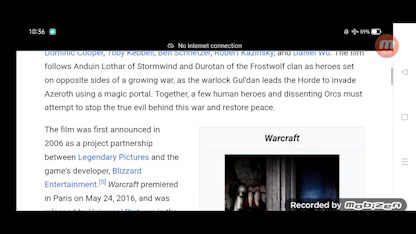 10:36
59%
No internet connection
Dominic Cooper, Toby Kebbell, Ben Schnetzer, Robert Kazinsky, and Daniel Wu. The film
follows Anduin Lothar of Stormwind and Durotan of the Frostwolf clan as heroes set
on opposite sides of a growing war, as the warlock Gul'dan leads the Horde to invade
Azeroth using a magic portal. Together, a few human heroes and dissenting Orcs must
attempt to stop the true evil behind this war and restore peace.
The film was first announced in
2006 as a project partnership
between Legendary Pictures and the
game's developer, Blizzard
Entertainment.[5] Warcraft premiered
in Paris on May 24, 2016, and was
Warcraft
Recorded by mobizen